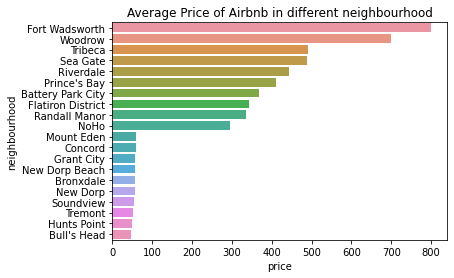 Average Price of Airbnb in different neighbourhood
neighbourhood
Fort Wadsworth
Woodrow
Tribeca
Sea Gate
Riverdale
Prince's Bay
Battery Park City
Flatiron District
Randall Manor
NoHo
Mount Eden
Concord
Grant City
New Dorp Beach
Bronxdale
New Dorp
Soundview
Tremont
Hunts Point
Bull's Head
0 100 200 300 400 500 600 700 800
price